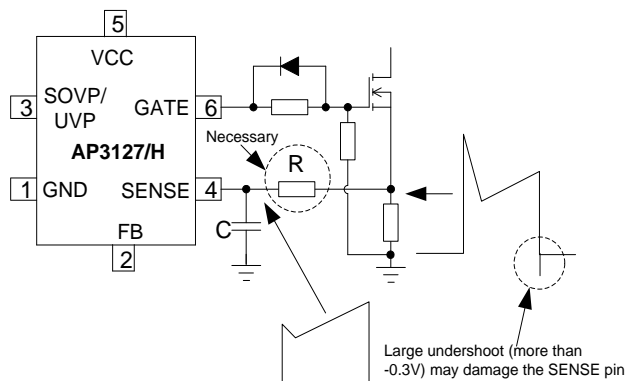 5
VCC
3
SOVP/
UVP
GATE
6
Necessary
AP3127/H
R
1
GND
SENSE
4
FB
C
2
Large undershoot (more than
-0.3V) may damage the SENSE pin